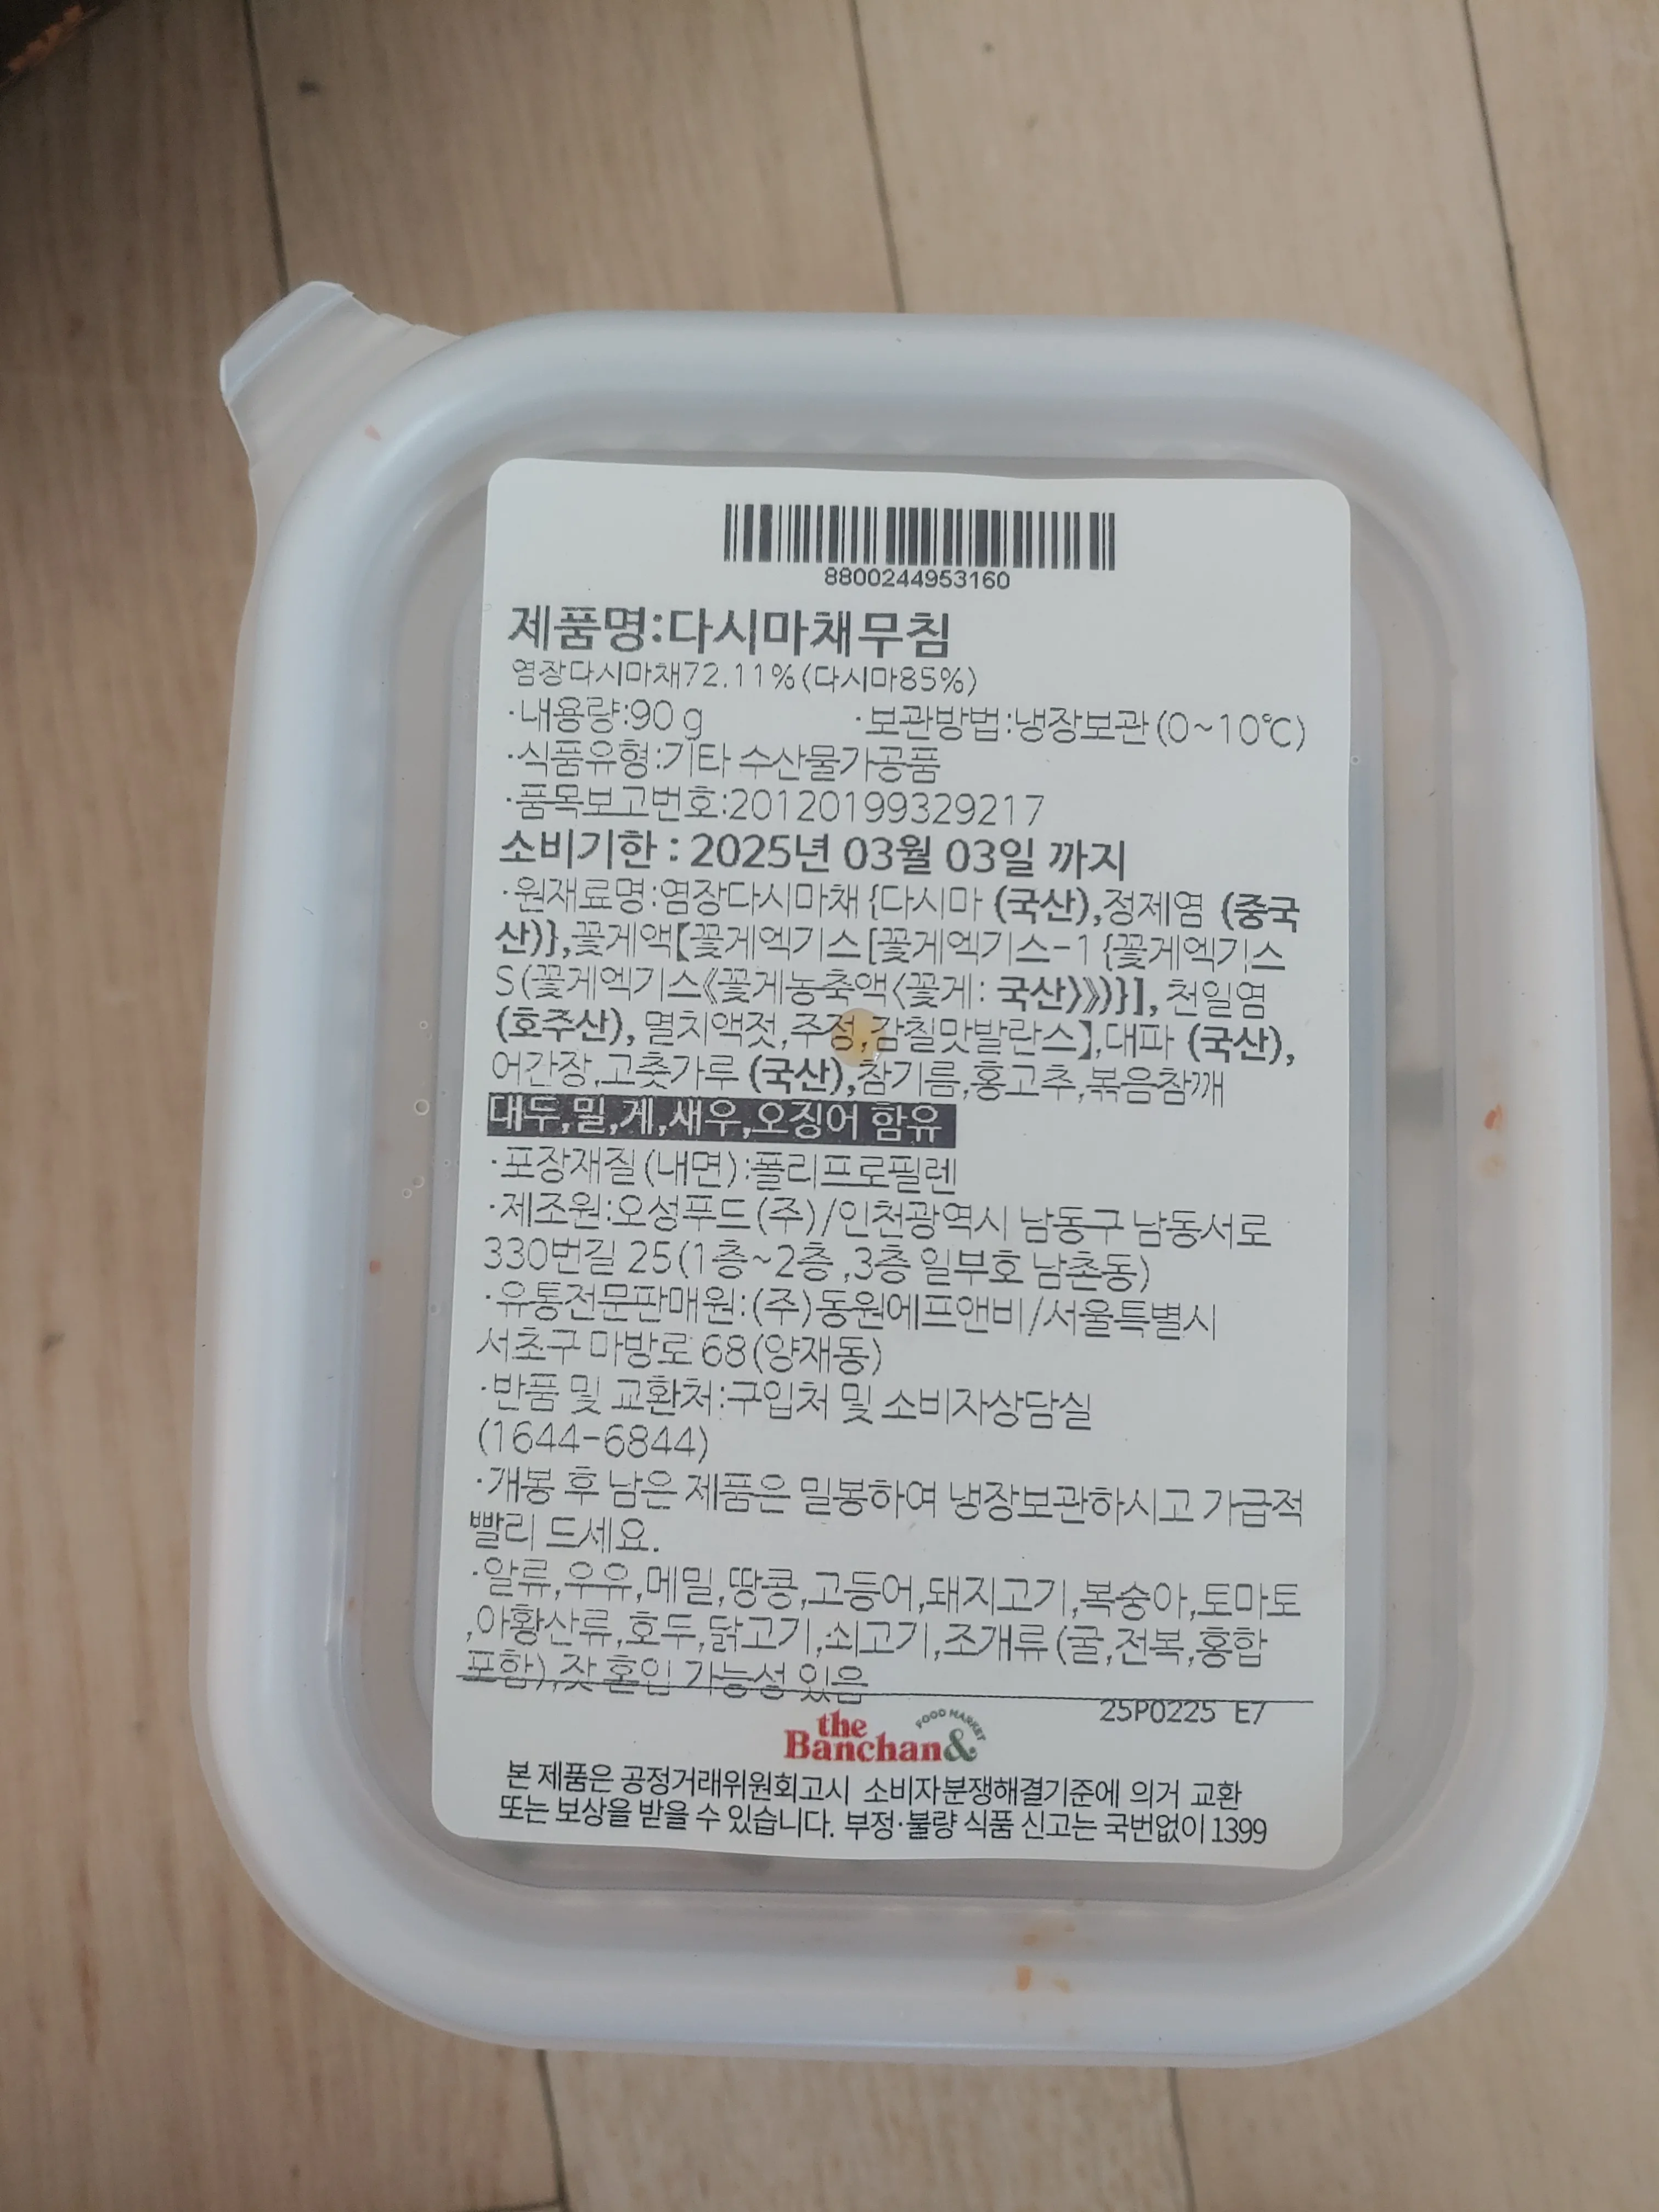 8800244953160
제품명:다시마채무침
염장다시마채72.11%(다시마85%)
·내용량:90 g ·보관방법:냉장보관(0~10℃)
·식품유형:기타 수산물가공품
·품목보고번호:20120199329217
소비기한 : 2025년 03월 03일 까지
·원재료명:염장다시마채 {다시마 (국산),정제염 (중국
산)},꽃게액【꽃게엑기스 [꽃게엑기스-1 {꽃게엑기스
S(꽃게엑기스《꽃게농축액〈꽃게: 국산〉》)}], 천일염
(호주산), 멸치액젓,주정,감칠맛발란스】,대파 (국산),
어간장,고춧가루 (국산),참기름,홍고추,볶음참깨
대두,밀,게,새우,오징어 함유
·포장재질(내면):폴리프로필렌
·제조원:오성푸드(주)/인천광역시 남동구 남동서로
330번길 25(1층~2층,3층 일부호 남촌동)
·유통전문판매원:(주)동원에프앤비/서울특별시
서초구 마방로 68(양재동)
·반품 및 교환처:구입처 및 소비자상담실
(1644-6844)
·개봉 후 남은 제품은 밀봉하여 냉장보관하시고 가급적
빨리 드세요.
·알류,우유,메밀,땅콩,고등어,돼지고기,복숭아,토마토
,아황산류,호두,닭고기,쇠고기,조개류(굴,전복,홍합
포함),잣 혼입 가능성 있음
25P0225 E7
the FOOD MARKET
Banchan&
본 제품은 공정거래위원회고시 소비자분쟁해결기준에 의거 교환
또는 보상을 받을 수 있습니다. 부정·불량 식품 신고는 국번없이 1399